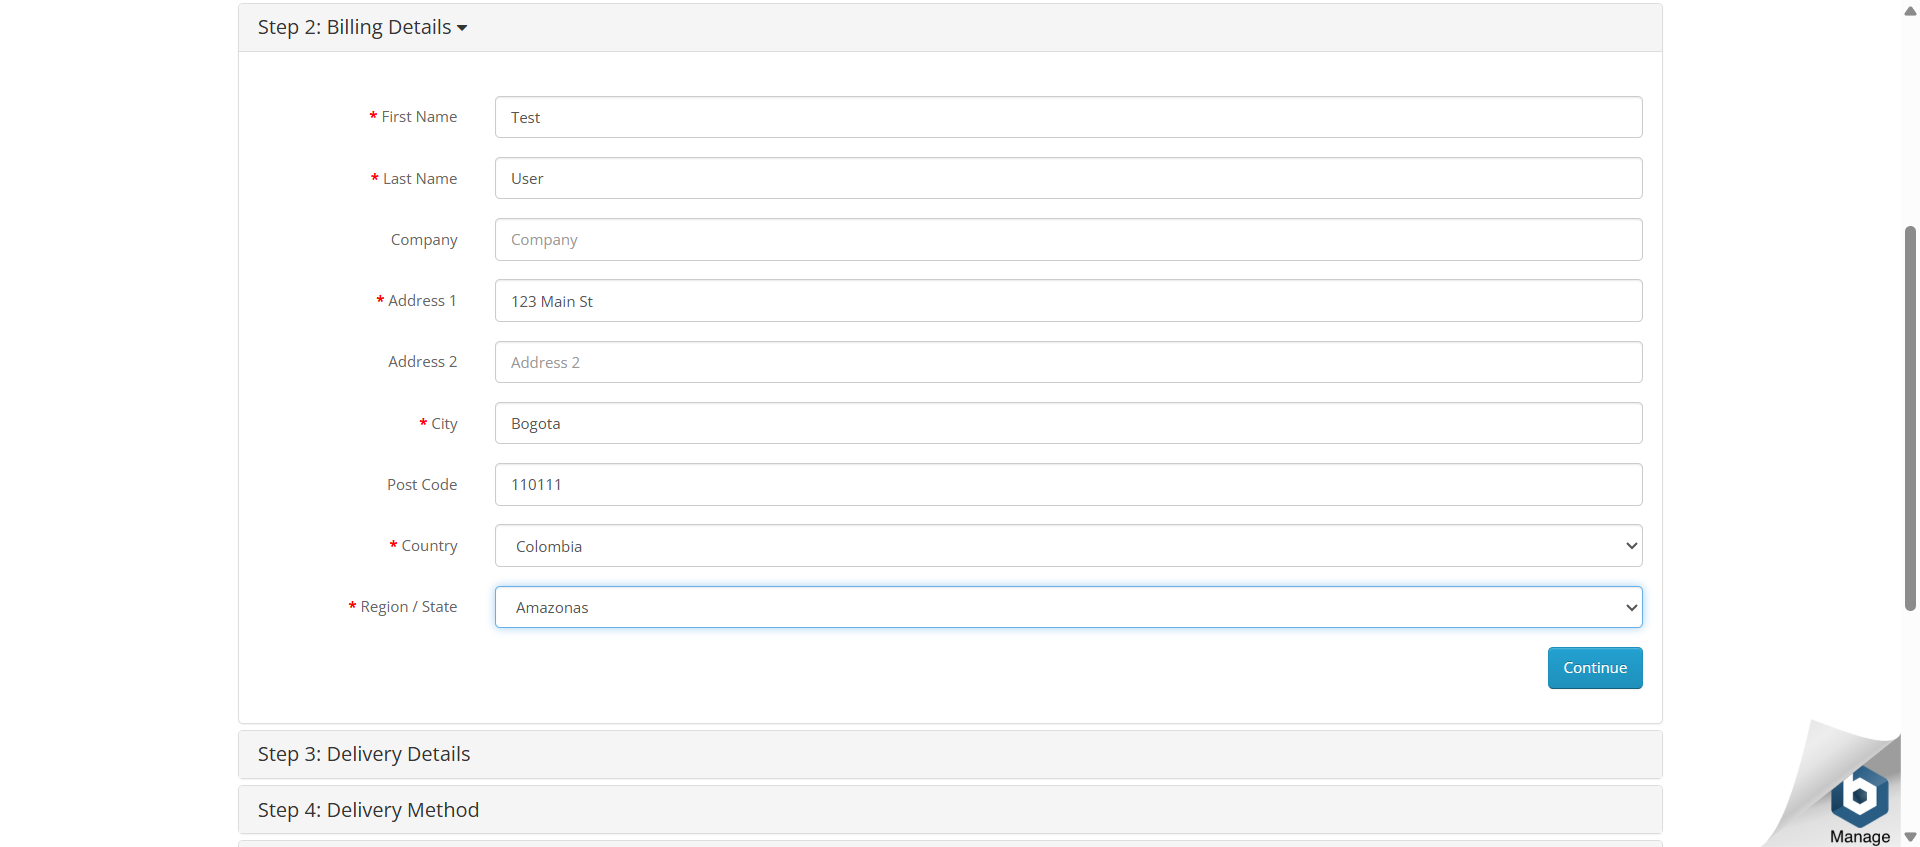 Step 2: Billing Details
* First Name
Test
* Last Name
User
Company
Company
* Address 1
123 Main St
Address 2
Address 2
* City
Bogota
Post Code
110111
* Country
Colombia
* Region / State
Amazonas
Continue
Step 3: Delivery Details
Step 4: Delivery Method
b
Manage